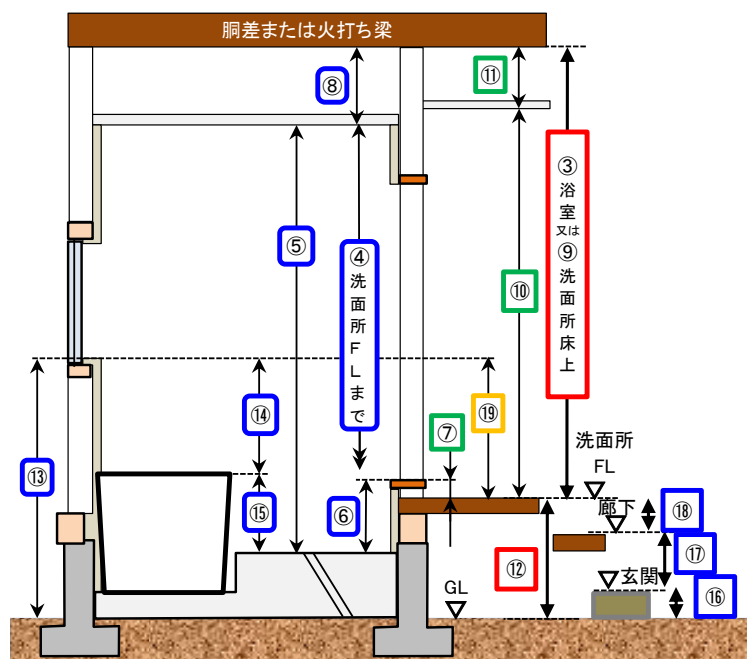 胴差または火打ち梁
⑧
⑪
③浴室又は⑨洗面所床上
⑤
④洗面所FLまで
⑩
⑭
⑲
⑦
⑬
洗面所
FL
⑮
⑥
廊下
⑱
⑰
⑫
玄関
GL
⑯